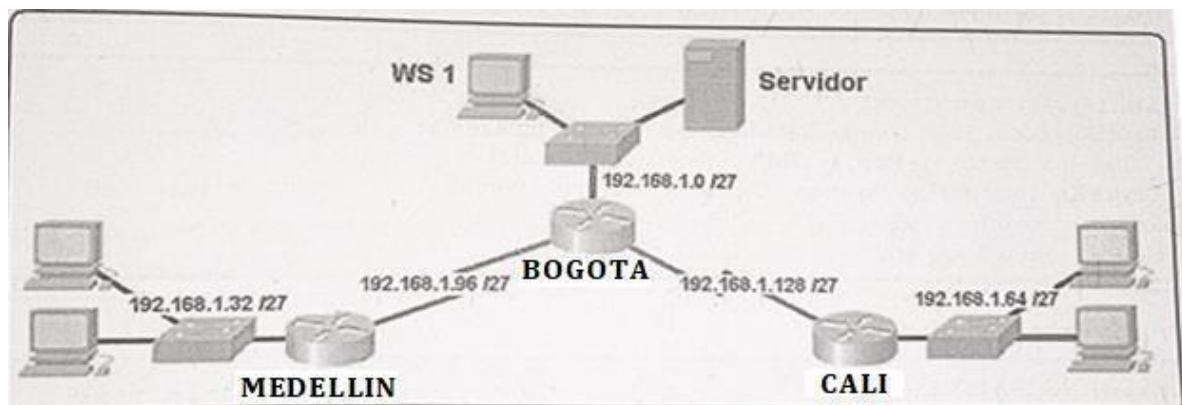 WS 1
Servidor
192.168.1.0 /27
BOGOTA
192.168.1.96 /27
192.168.1.128 /27
192.168.1.32 /27
192.168.1.64 /27
MEDELLIN
CALI